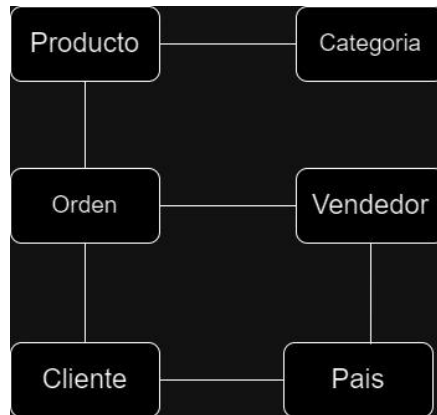 Producto
Categoria
Orden
Vendedor
Cliente
Pais